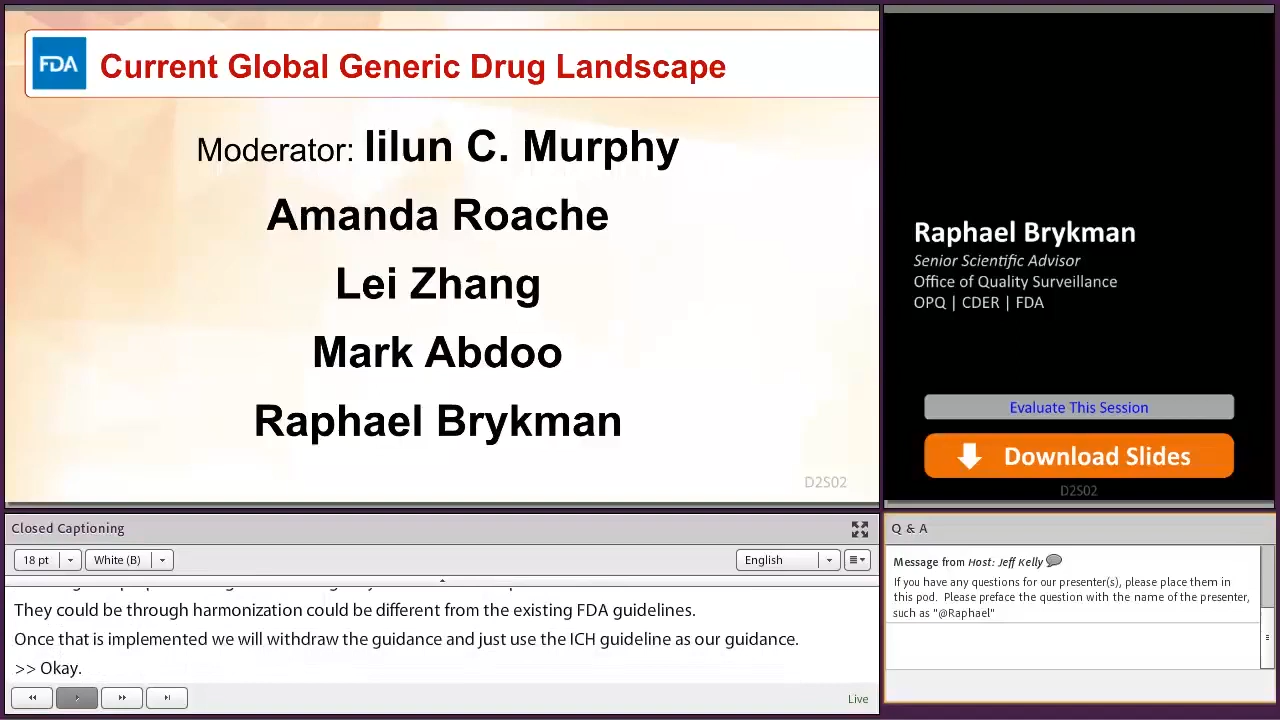 FDA
Current Global Generic Drug Landscape
Moderator: Iilun C. Murphy
Amanda Roache
Lei Zhang
Mark Abdoo
Raphael Brykman
D2S02
Raphael Brykman
Senior Scientific Advisor
Office of Quality Surveillance
OPQ | CDER | FDA
Evaluate This Session
Download Slides
D2S02
Closed Captioning
18 pt
White (B)
English
They could be through harmonization could be different from the existing FDA guidelines.
Once that is implemented we will withdraw the guidance and just use the ICH guideline as our guidance.
>> Okay.
Live
Q & A
Message from Host: Jeff Kelly
If you have any questions for our presenter(s), please place them in
this pod. Please preface the question with the name of the presenter,
such as "@Raphael"